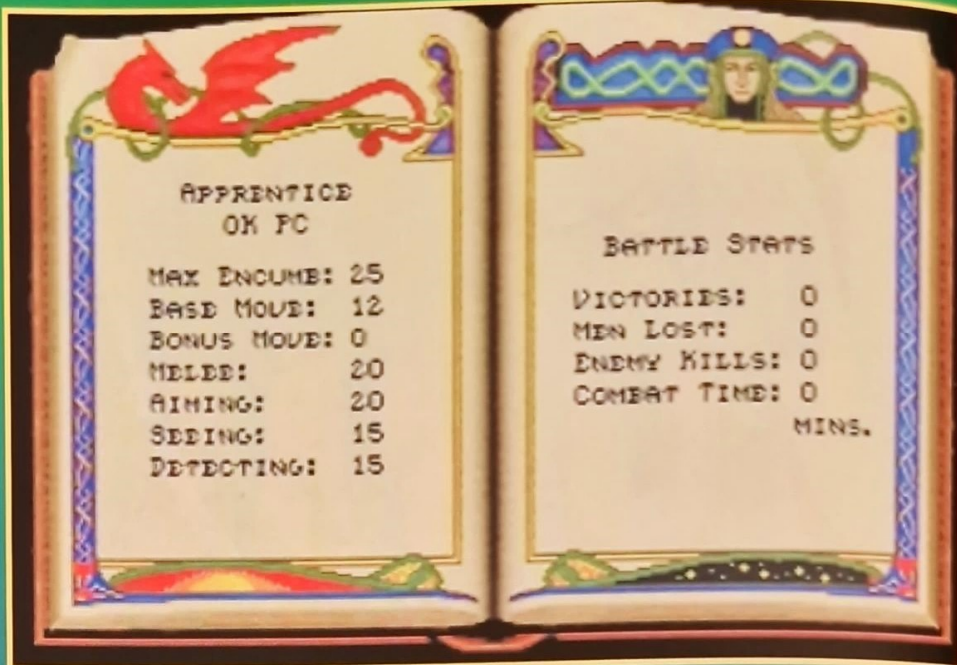 APPRENTICE
OK PC
MAX ENCUMB: 25
BASE MOVE: 12
BONUS MOVE: 0
MELEE: 20
AIMING: 20
SEEING: 15
DETECTING: 15
BATTLE STATS
VICTORIES: 0
MEN LOST: 0
ENEMY KILLS: 0
COMBAT TIME: 0
MINS.